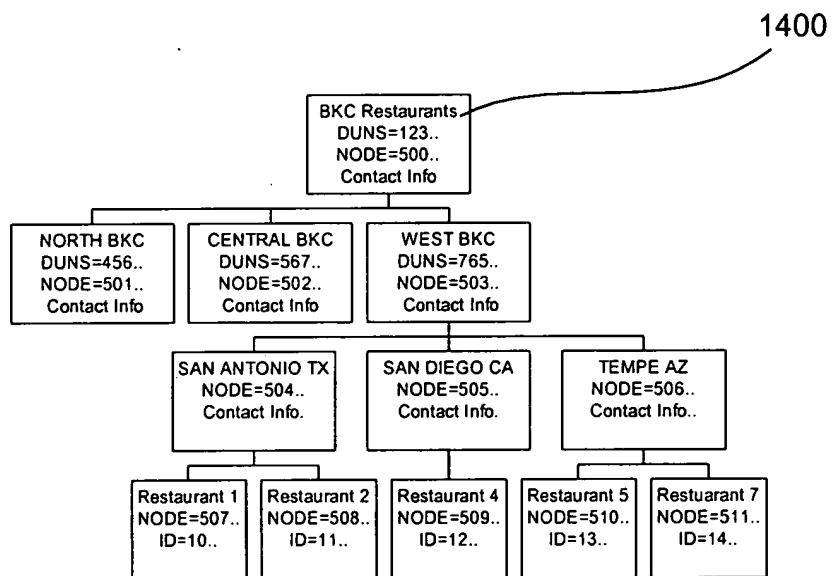 1400
BKC Restaurants
DUNS=123..
NODE=500..
Contact Info
NORTH BKC
DUNS=456..
NODE=501..
Contact Info
CENTRAL BKC
DUNS=567..
NODE=502..
Contact Info
WEST BKC
DUNS=765..
NODE=503..
Contact Info
SAN ANTONIO TX
NODE=504..
Contact Info.
SAN DIEGO CA
NODE=505..
Contact Info.
TEMPE AZ
NODE=506..
Contact Info..
Restaurant 1
NODE=507..
ID=10..
Restaurant 2
NODE=508..
ID=11..
Restaurant 4
NODE=509..
ID=12..
Restaurant 5
NODE=510..
ID=13..
Restuarant 7
NODE=511..
ID=14..